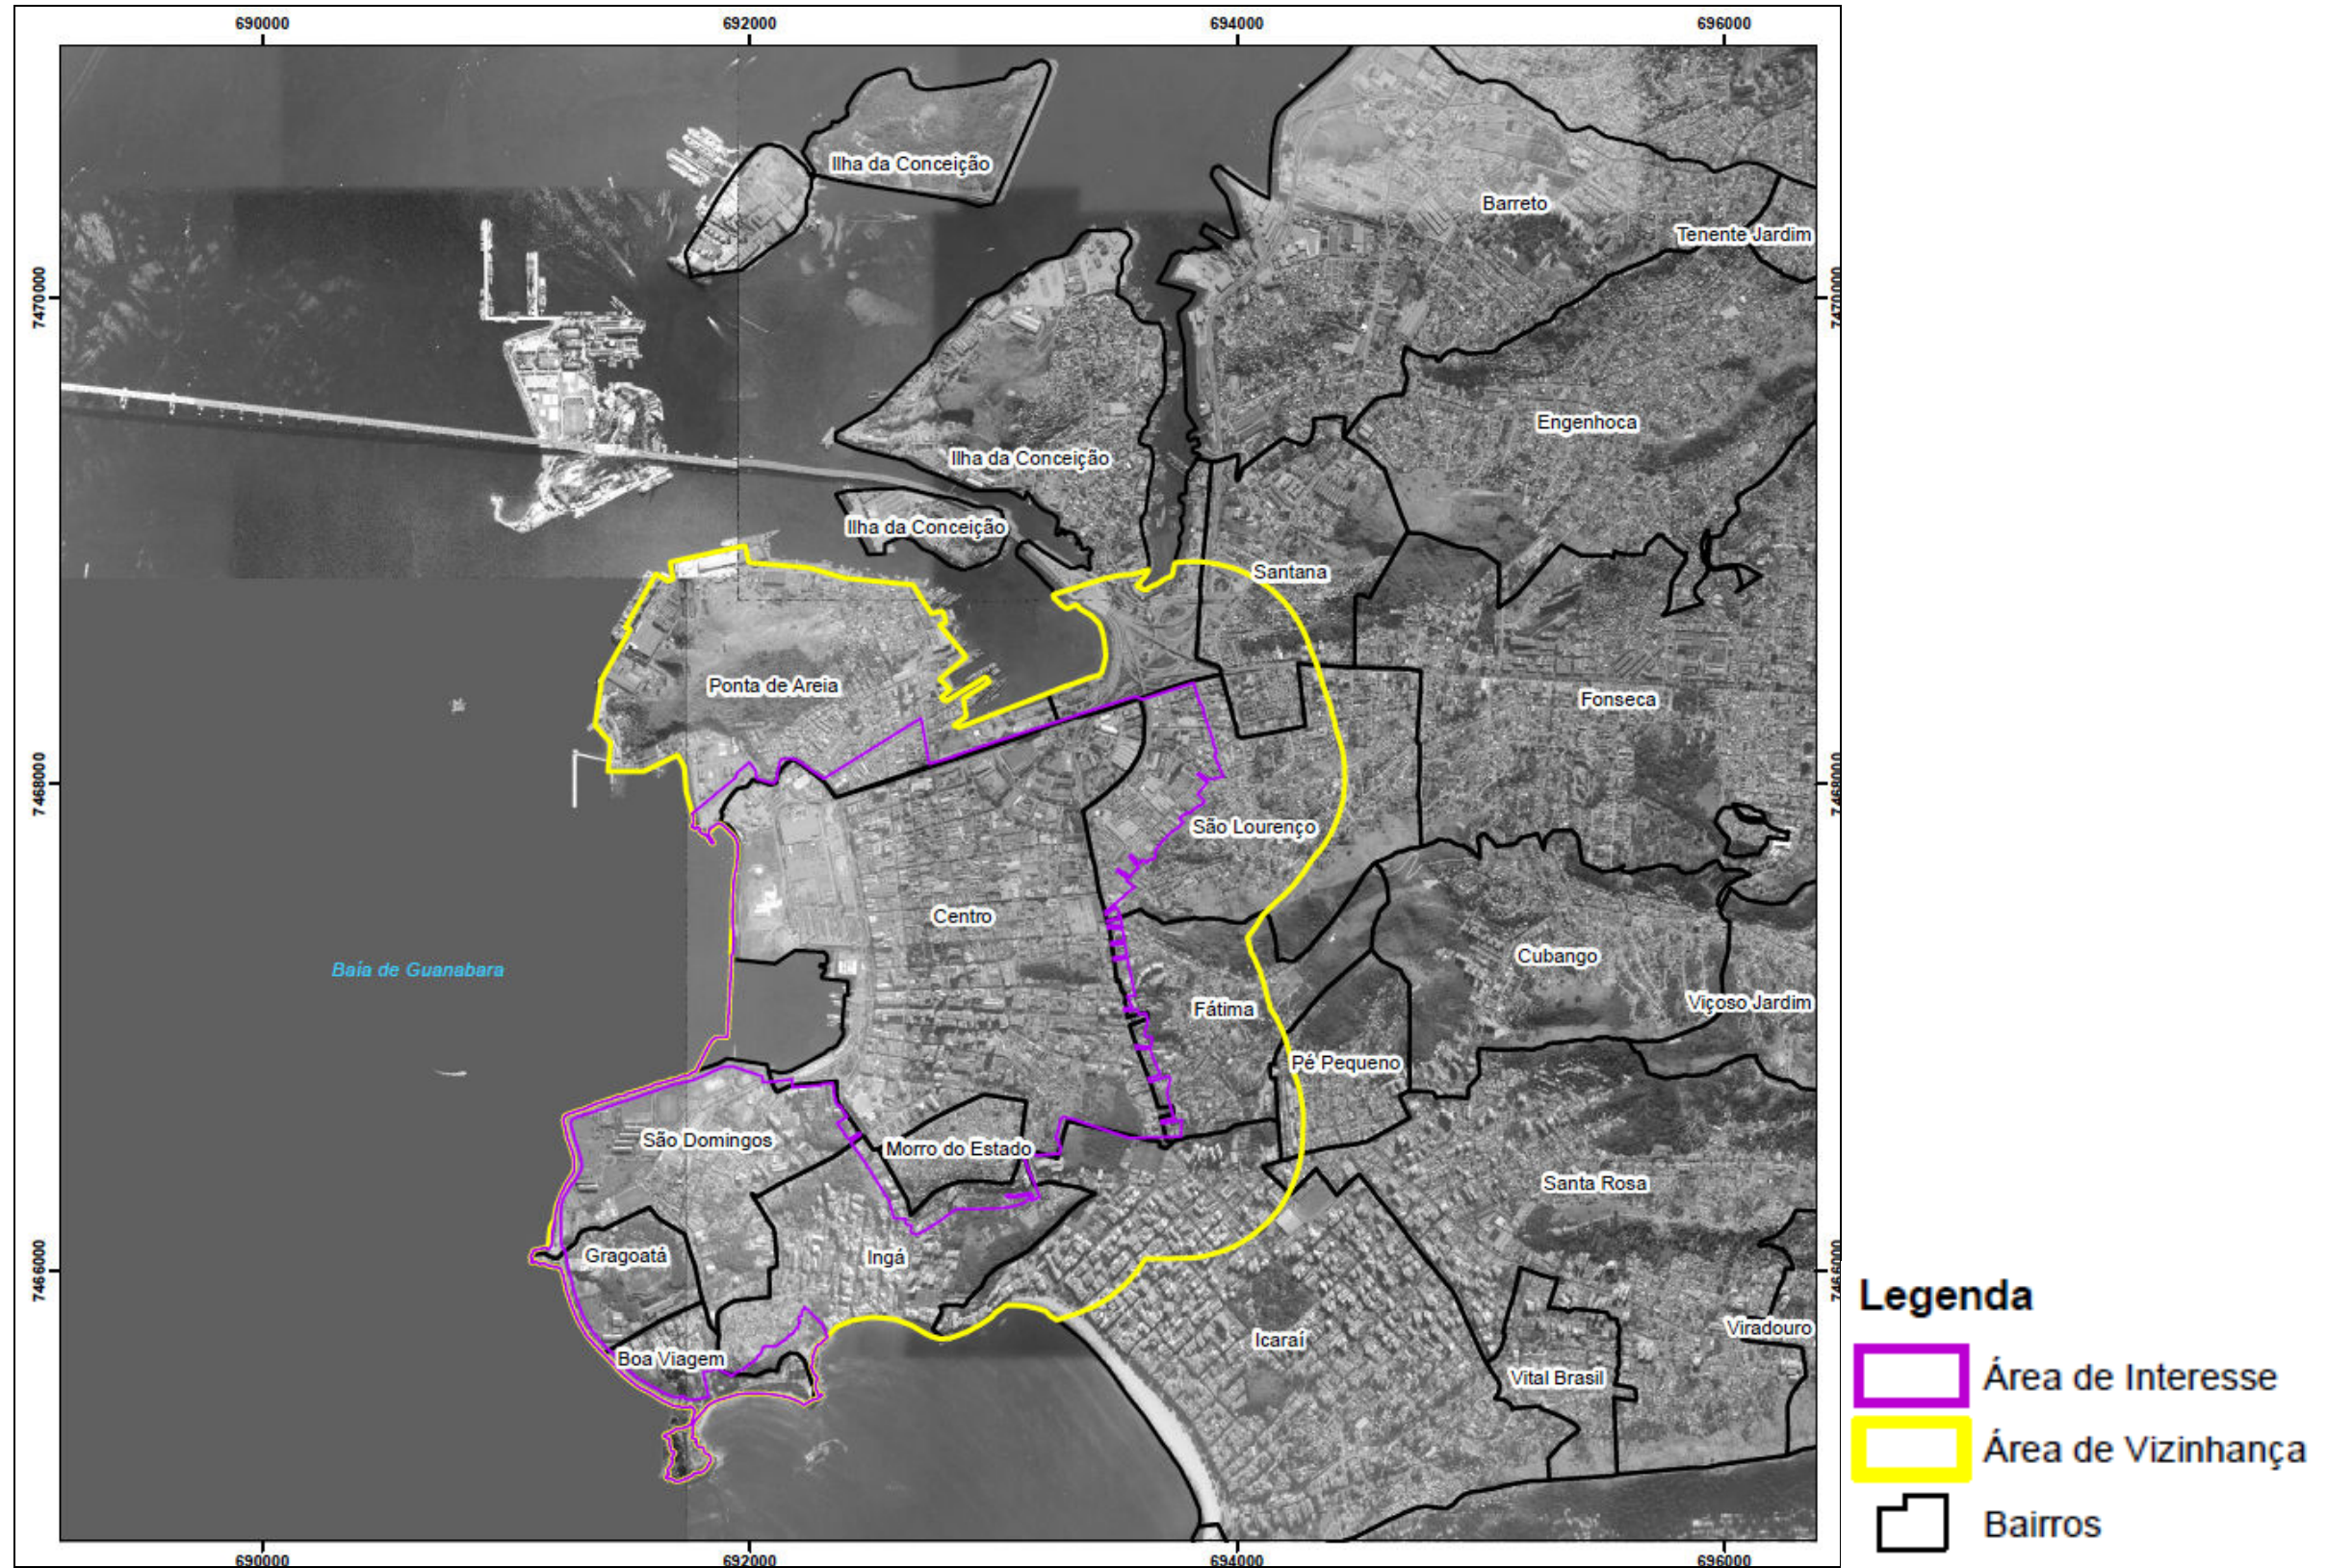 690000 692000 694000 696000
Ilha da Conceição
Barreto
Tenente Jardim
7470000
7470000
Engenhoca
Ilha da Conceição
Ilha da Conceição
Santana
Ponta de Areia
Fonseca
7468000
7468000
São Lourenço
Centro
Cubango
Baía de Guanabara
Viçoso Jardim
Fátima
Pé Pequeno
São Domingos
Morro do Estado
Santa Rosa
Gragoatá
Ingá
7466000
7466000
Viradouro
Icaraí
Boa Viagem
Vital Brasil
690000 692000 694000 696000
Legenda
Área de Interesse
Área de Vizinhança
Bairros